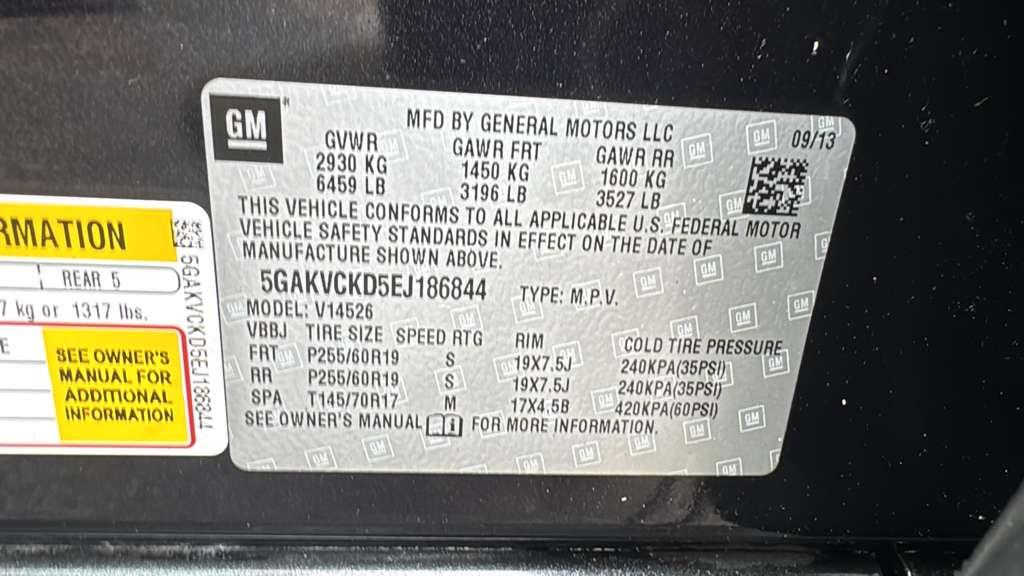 GM
MFD BY GENERAL MOTORS LLC
09/13
GVWR GAWR FRT GAWR RR
2930 KG 1450 KG 1600 KG
6459 LB 3196 LB 3527 LB
THIS VEHICLE CONFORMS TO ALL APPLICABLE U.S. FEDERAL MOTOR
VEHICLE SAFETY STANDARDS IN EFFECT ON THE DATE OF
MANUFACTURE SHOWN ABOVE.
5GAKVCKD5EJ186844 TYPE: M.P.V.
MODEL: V14526
VBBJ TIRE SIZE SPEED RTG RIM COLD TIRE PRESSURE
FRT P255/60R19 S 19X7.5J 240KPA(35PSI)
RR P255/60R19 S 19X7.5J 240KPA(35PSI)
SPA T145/70R17 M 17X4.5B 420KPA(60PSI)
SEE OWNER'S MANUAL FOR MORE INFORMATION.
RMATION
REAR 5
7 kg or 1317 lbs.
E
SEE OWNER'S
MANUAL FOR
ADDITIONAL
INFORMATION
5GAKVCKD5EJ186844